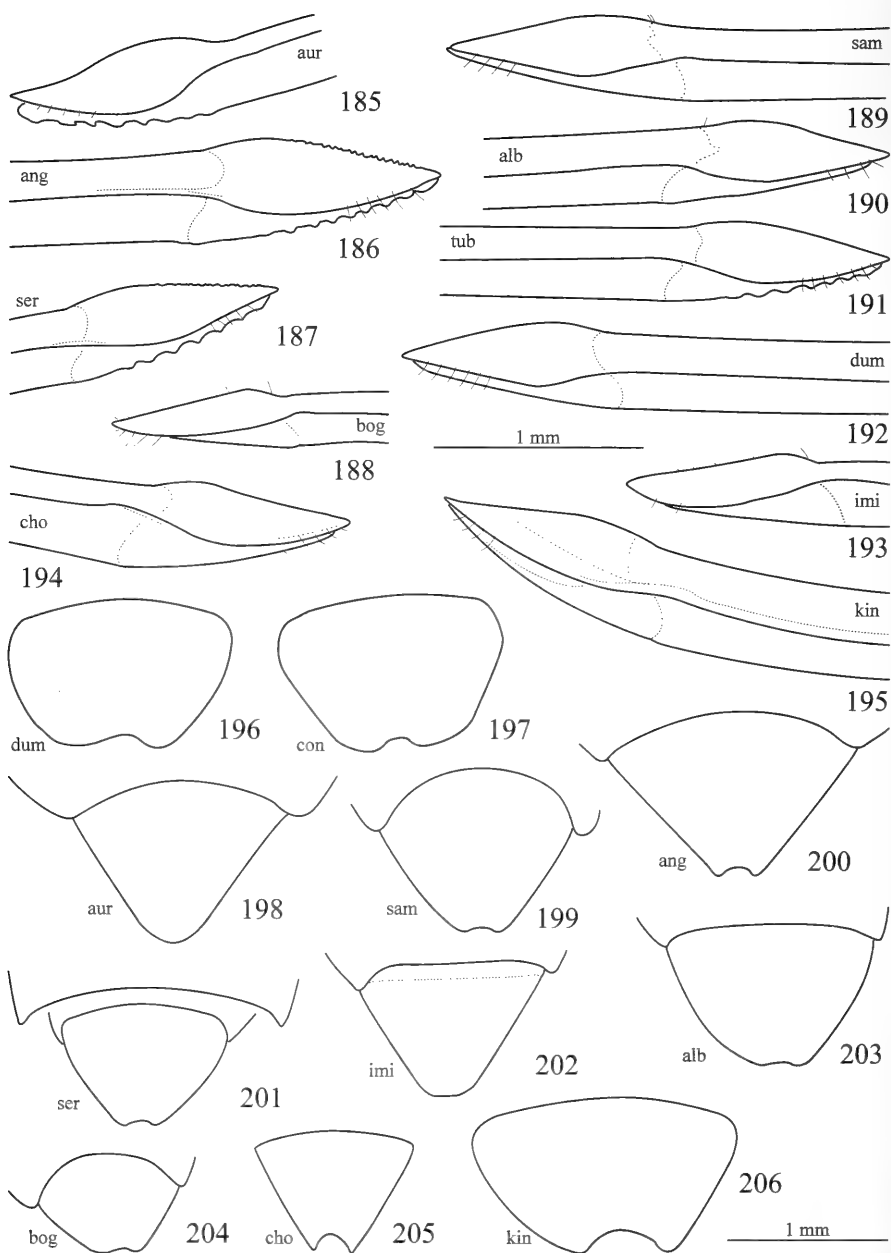 aur
185
sam
189
ang
186
alb
190
ser
187
tub
191
bog
188
dum
192
1 mm
cho
194
imi
193
kin
195
dum
196
con
197
aur
198
sam
199
ang
200
ser
201
imi
202
alb
203
bog
204
cho
205
kin
206
1 mm